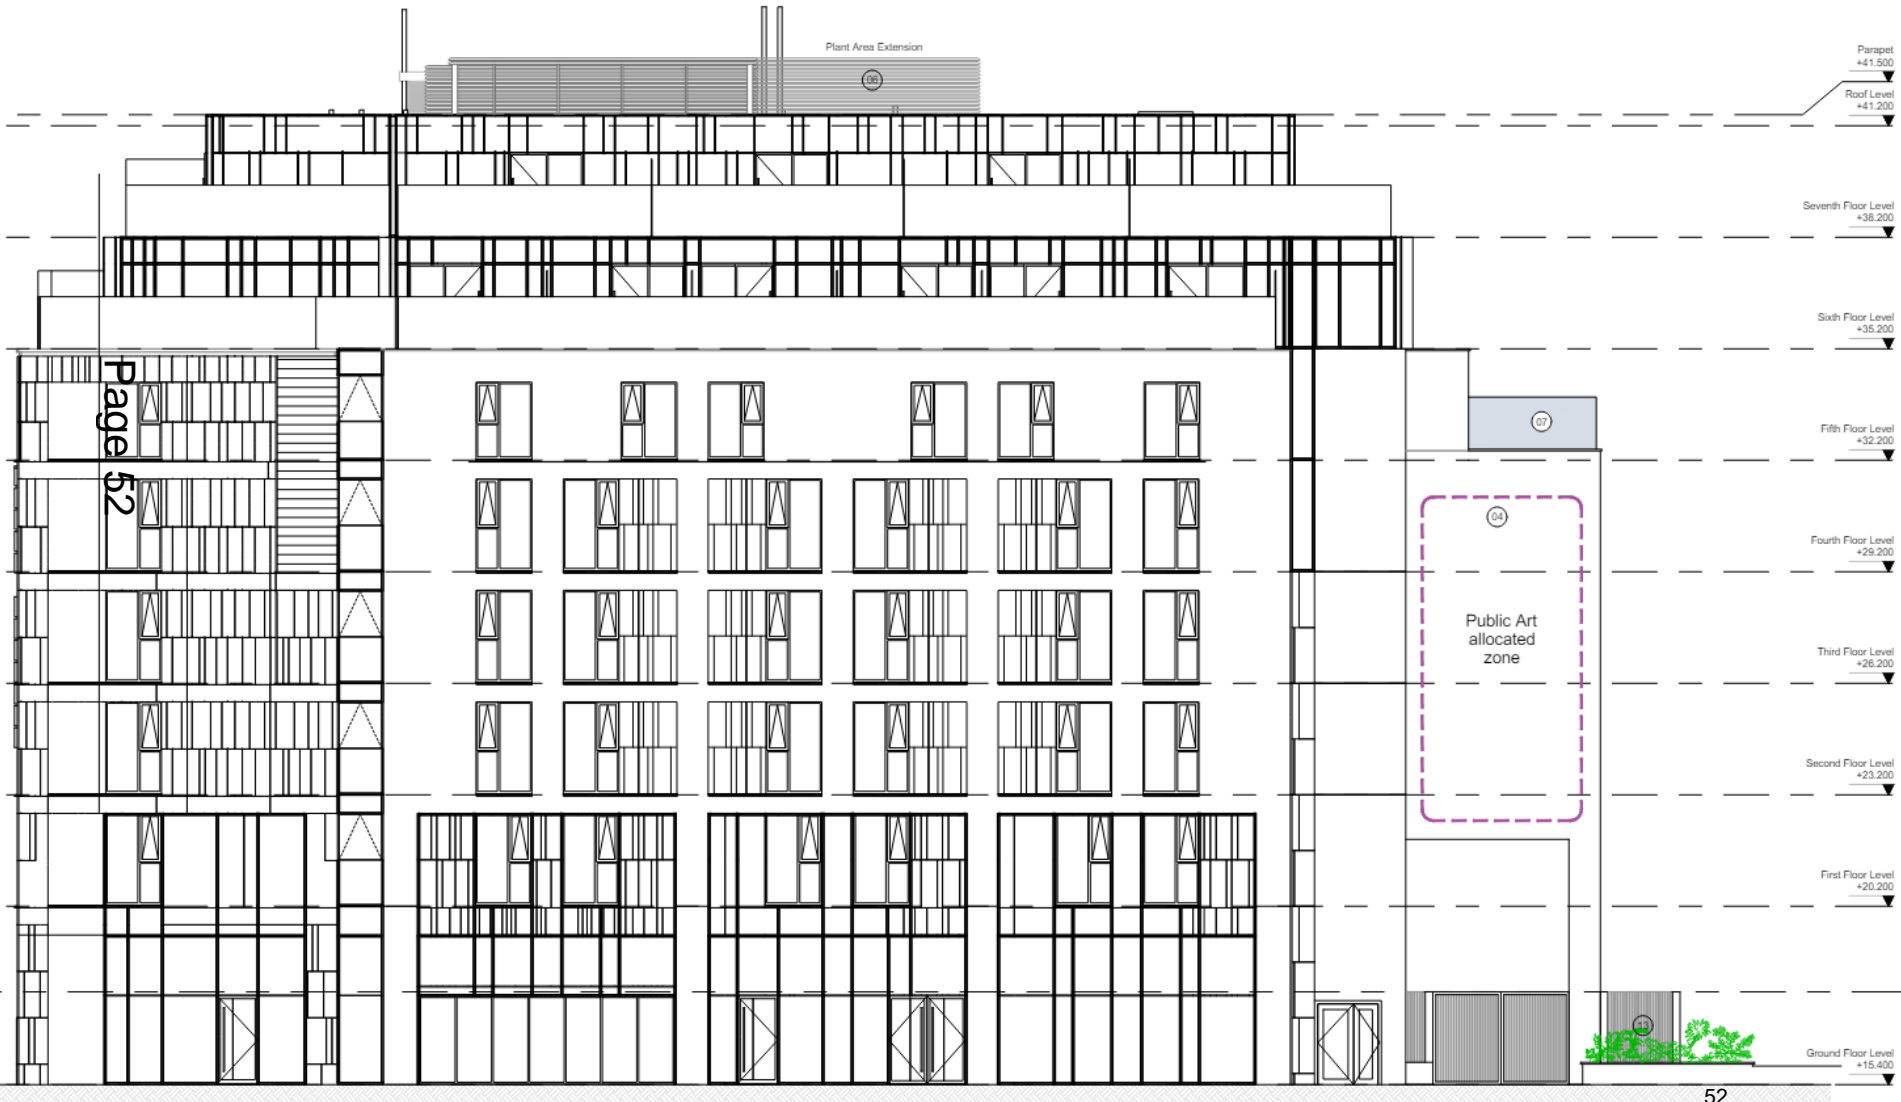 Plant Area Extension
06
Parapet
+41.500
Roof Level
+41.200
Seventh Floor Level
+38.200
Sixth Floor Level
+35.200
Page 52
07
Fifth Floor Level
+32.200
04
Fourth Floor Level
+29.200
Public Art
allocated
zone
Third Floor Level
+26.200
Second Floor Level
+23.200
First Floor Level
+20.200
13
Ground Floor Level
+15.400
52